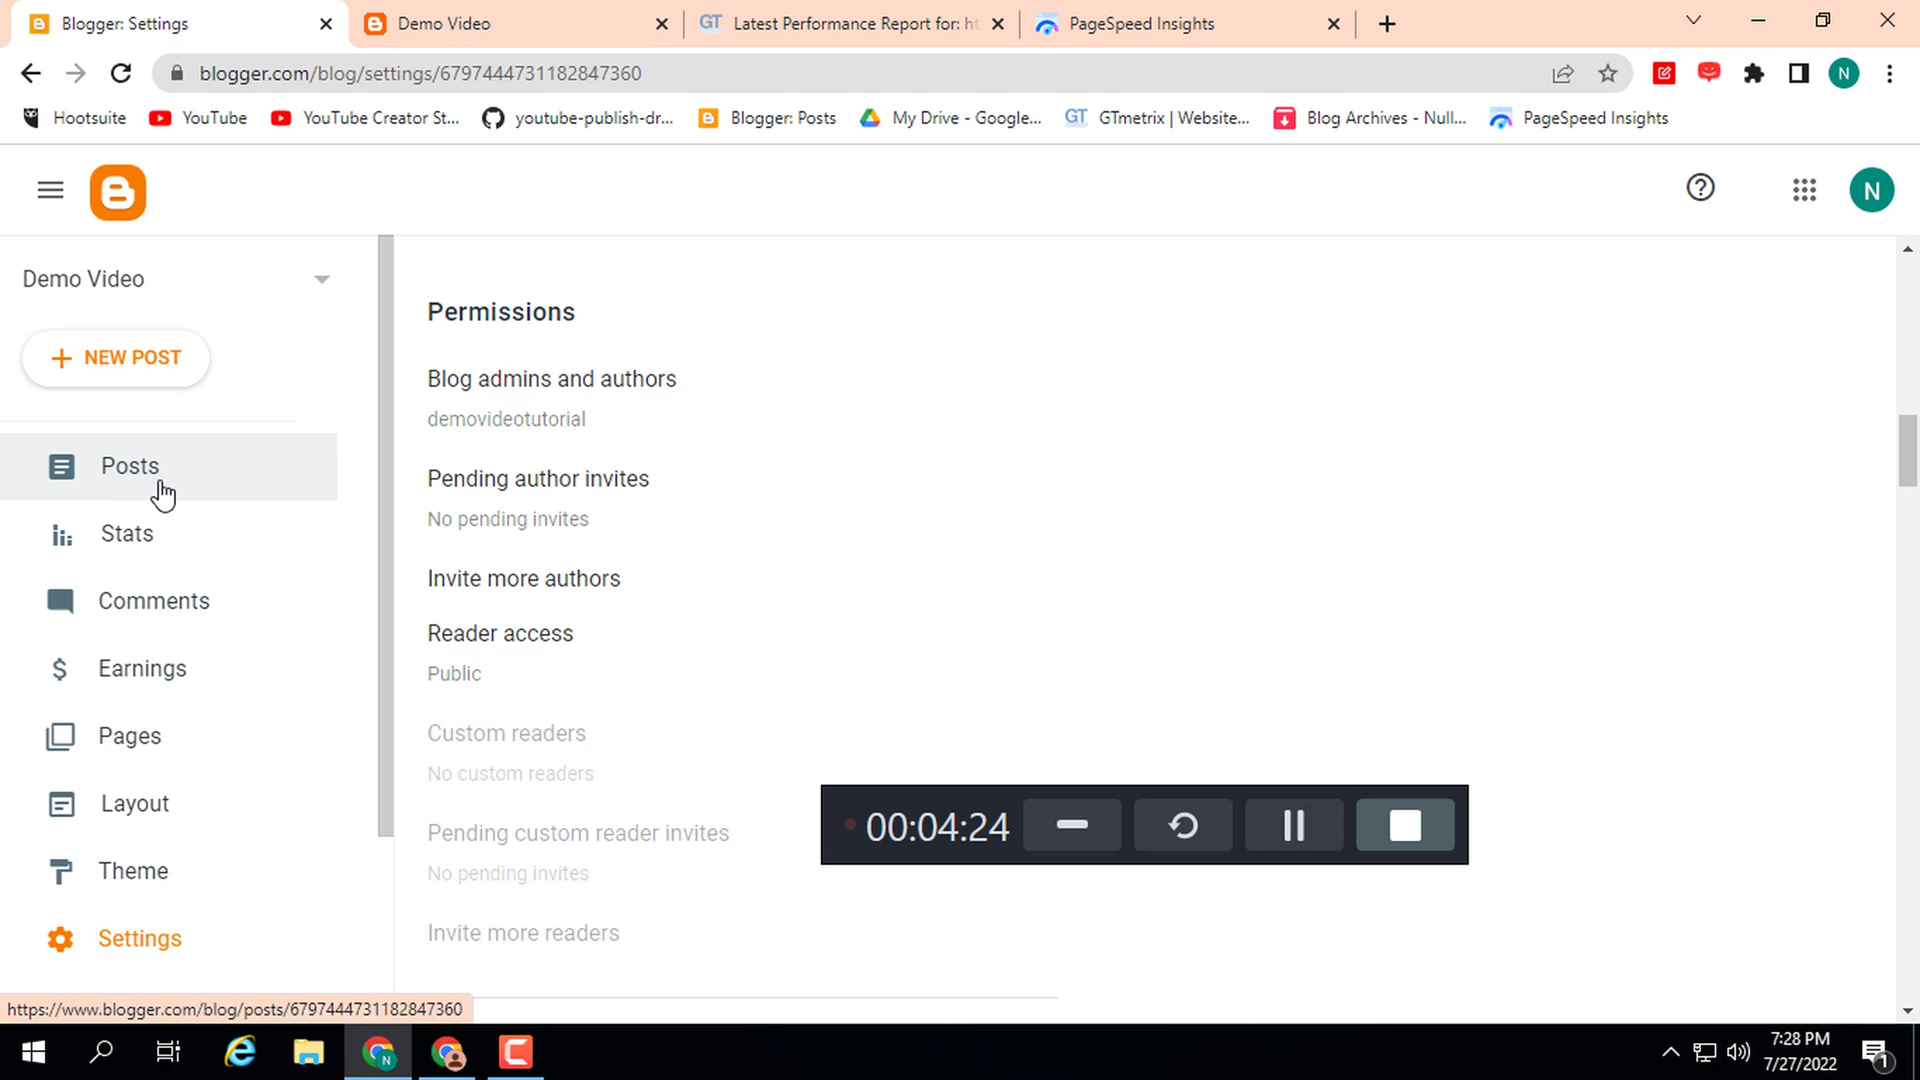 Blogger: Settings
Demo Video
GT Latest Performance Report for: ht
PageSpeed Insights
blogger.com/blog/settings/6797444731182847360
N
Hootsuite
YouTube
YouTube Creator St...
youtube-publish-dr...
Blogger: Posts
My Drive - Google...
GT GTmetrix | Website...
Blog Archives - Null...
PageSpeed Insights
N
Demo Video
NEW POST
Posts
Stats
Comments
Earnings
Pages
Layout
Theme
Settings
Permissions
Blog admins and authors
demovideotutorial
Pending author invites
No pending invites
Invite more authors
Reader access
Public
Custom readers
No custom readers
Pending custom reader invites
No pending invites
Invite more readers
00:04:24
https://www.blogger.com/blog/posts/6797444731182847360
N
7:28 PM
7/27/2022
1